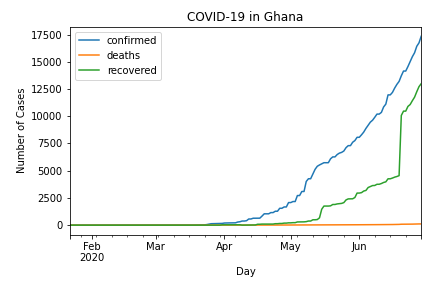 COVID-19 in Ghana
confirmed
deaths
recovered
Number of Cases
17500
15000
12500
10000
7500
5000
2500
0
Feb
2020
Mar
Apr
May
Jun
Day